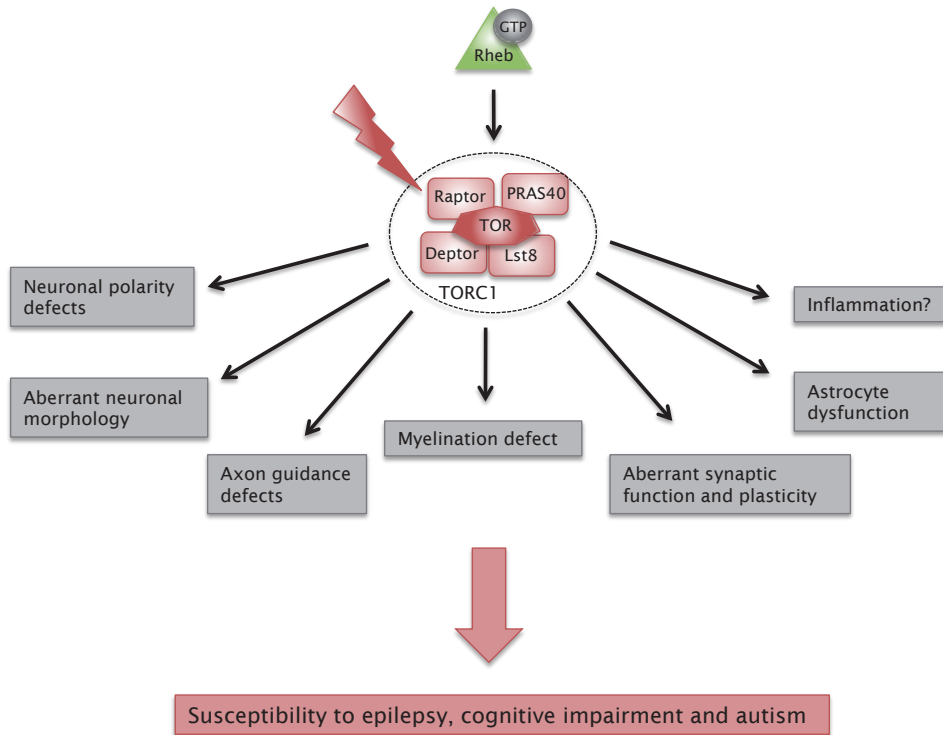 GTP
Rheb
Raptor
PRAS40
TOR
Deptor
Lst8
TORC1
Neuronal polarity
defects
Inflammation?
Aberrant neuronal
morphology
Astrocyte
dysfunction
Myelination defect
Axon guidance
defects
Aberrant synaptic
function and plasticity
Susceptibility to epilepsy, cognitive impairment and autism